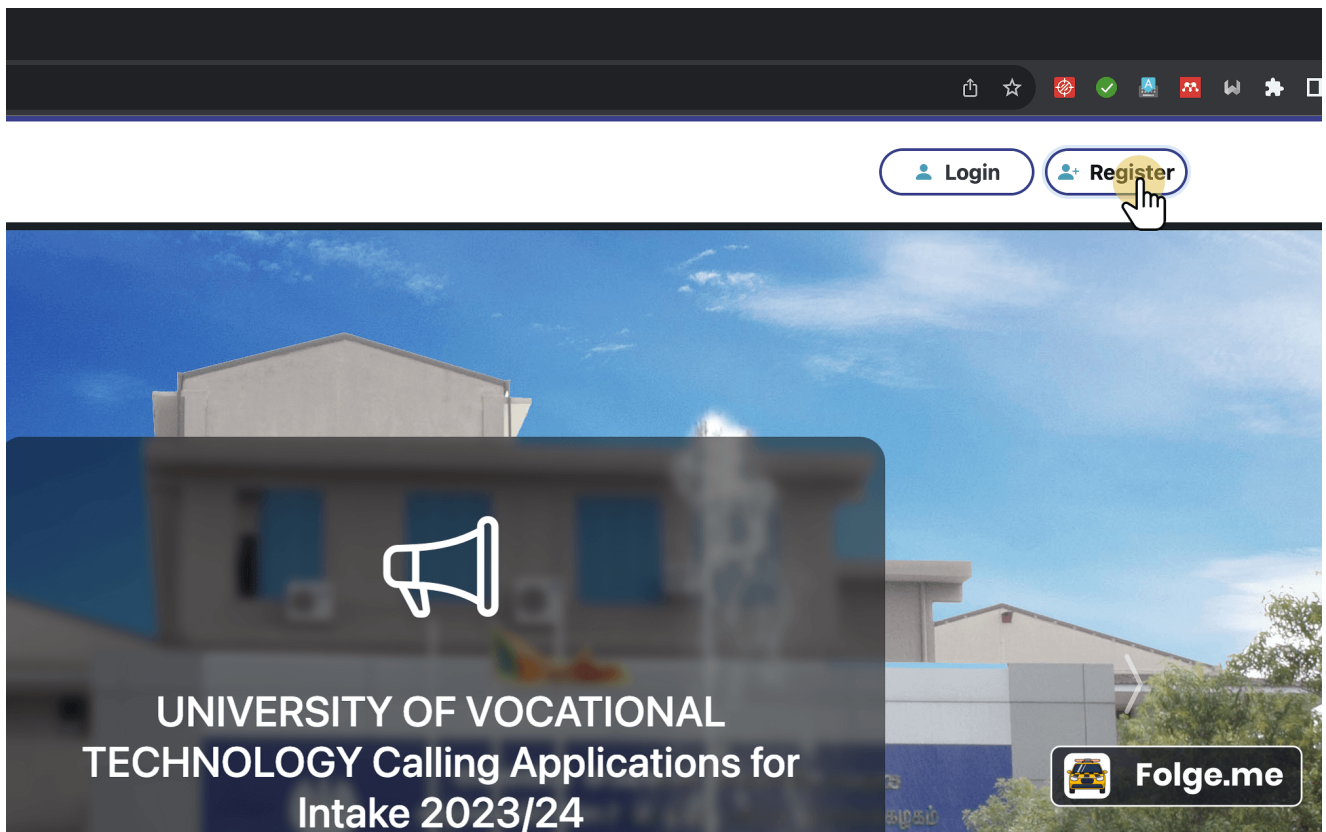 Login
Register
UNIVERSITY OF VOCATIONAL
TECHNOLOGY Calling Applications for
Intake 2023/24
Folge.me